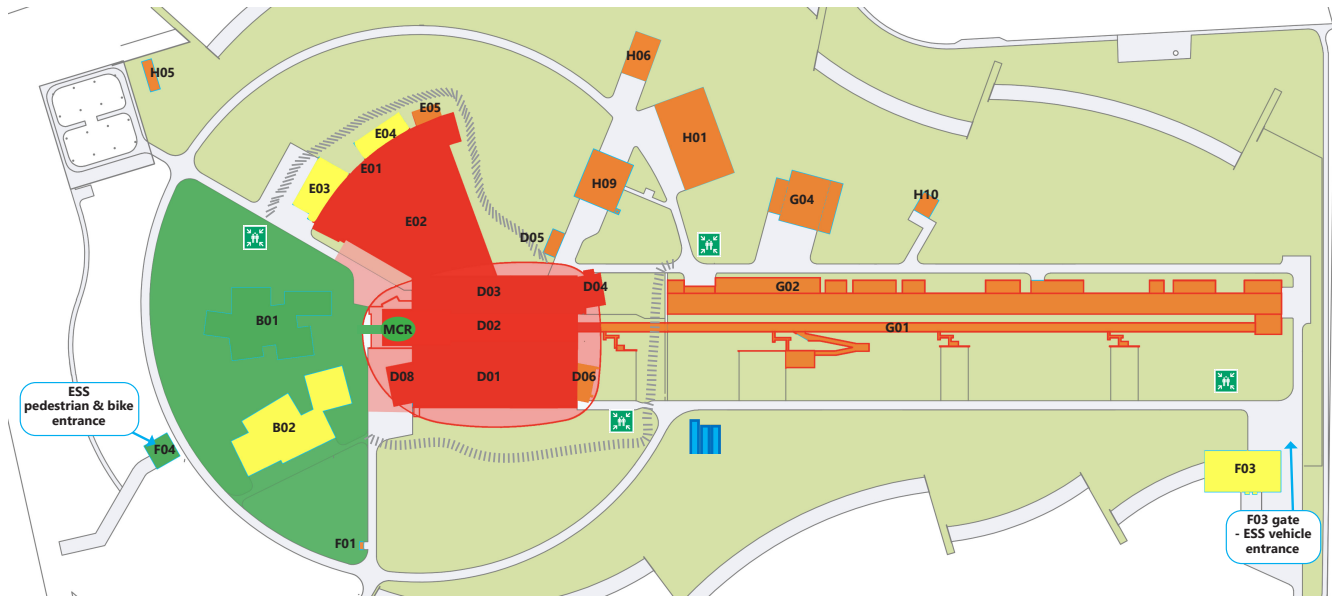 H05
H06
E05
E04
H01
E01
E03
H09
G04
H10
E02
D05
D03
D04
G02
B01
MCR
D02
G01
D08
D01
D06
ESS
pedestrian & bike
entrance
B02
F04
F03
F03 gate
- ESS vehicle
entrance
F01